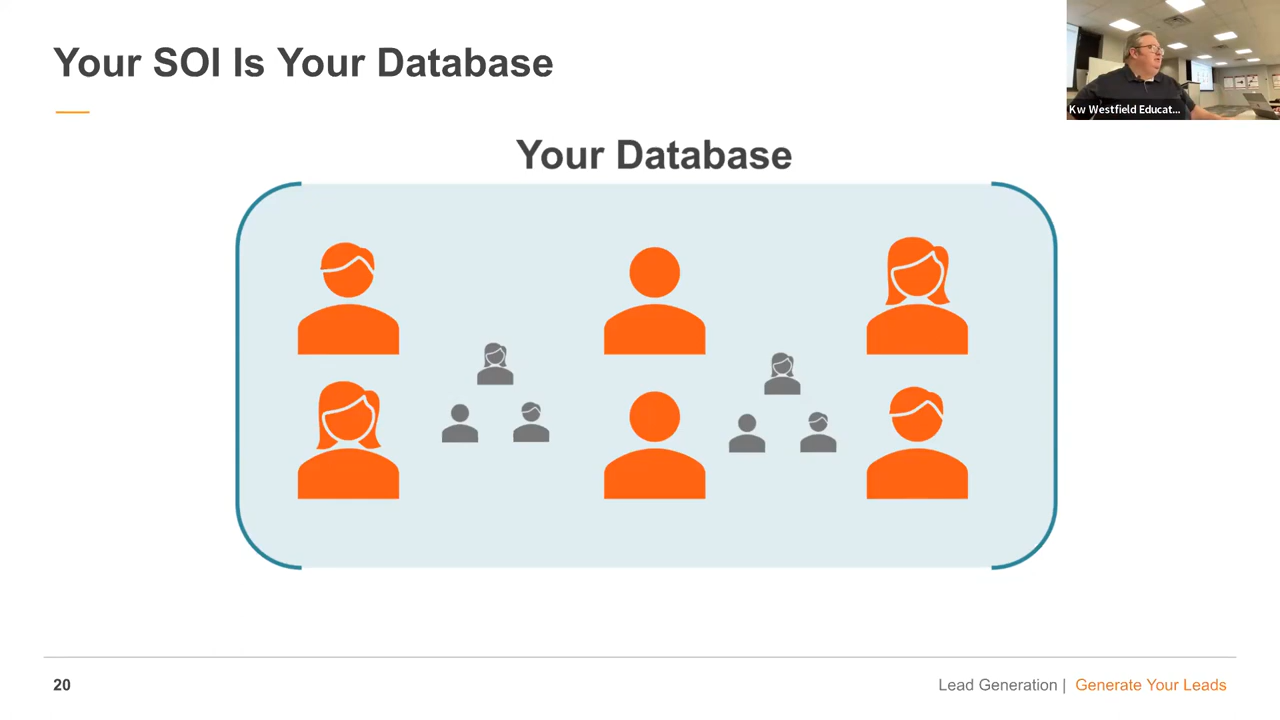 Your SOI Is Your Database
Kw Westfield Educat...
Your Database
20
Lead Generation | Generate Your Leads